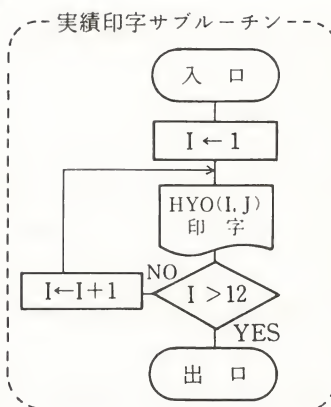 実績印字サブルーチン
入 口
I ← 1
HYO(I, J)
印 字
NO
I←I+1
I >12
YES
出 口